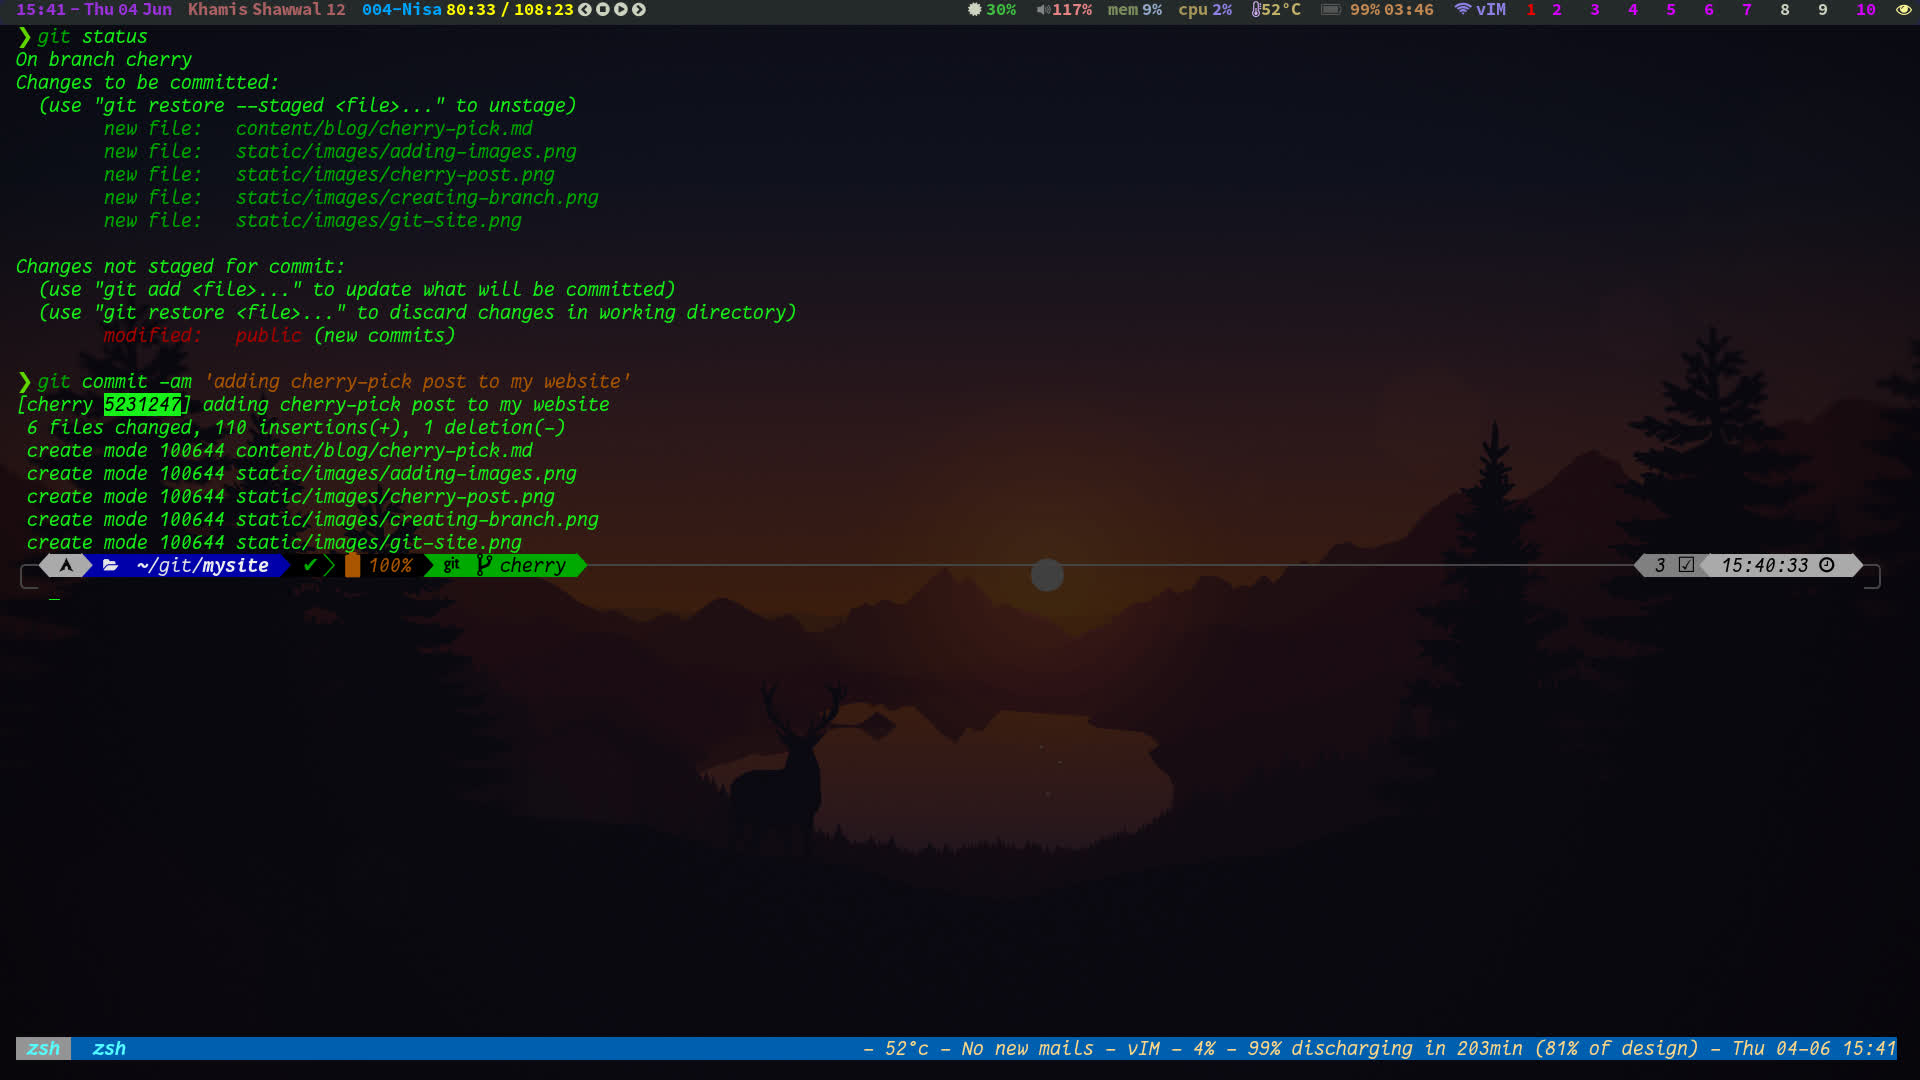 15:41 - Thu 04 Jun Khamis Shawwal 12 004-Nisa 80:33 / 108:23 30% 117% mem 9% cpu 2% 52°C 99% 03:46 vIM 1 2 3 4 5 6 7 8 9 10
❯ git status
On branch cherry
Changes to be committed:
  (use "git restore --staged <file>..." to unstage)
        new file:   content/blog/cherry-pick.md
        new file:   static/images/adding-images.png
        new file:   static/images/cherry-post.png
        new file:   static/images/creating-branch.png
        new file:   static/images/git-site.png
Changes not staged for commit:
  (use "git add <file>..." to update what will be committed)
  (use "git restore <file>..." to discard changes in working directory)
        modified:   public (new commits)
❯ git commit -am 'adding cherry-pick post to my website'
[cherry 5231247] adding cherry-pick post to my website
 6 files changed, 110 insertions(+), 1 deletion(-)
 create mode 100644 content/blog/cherry-pick.md
 create mode 100644 static/images/adding-images.png
 create mode 100644 static/images/cherry-post.png
 create mode 100644 static/images/creating-branch.png
 create mode 100644 static/images/git-site.png
~/git/mysite ✔ 100% git cherry 3 ☑ 15:40:33
_
zsh zsh - 52°c - No new mails - vIM - 4% - 99% discharging in 203min (81% of design) - Thu 04-06 15:41